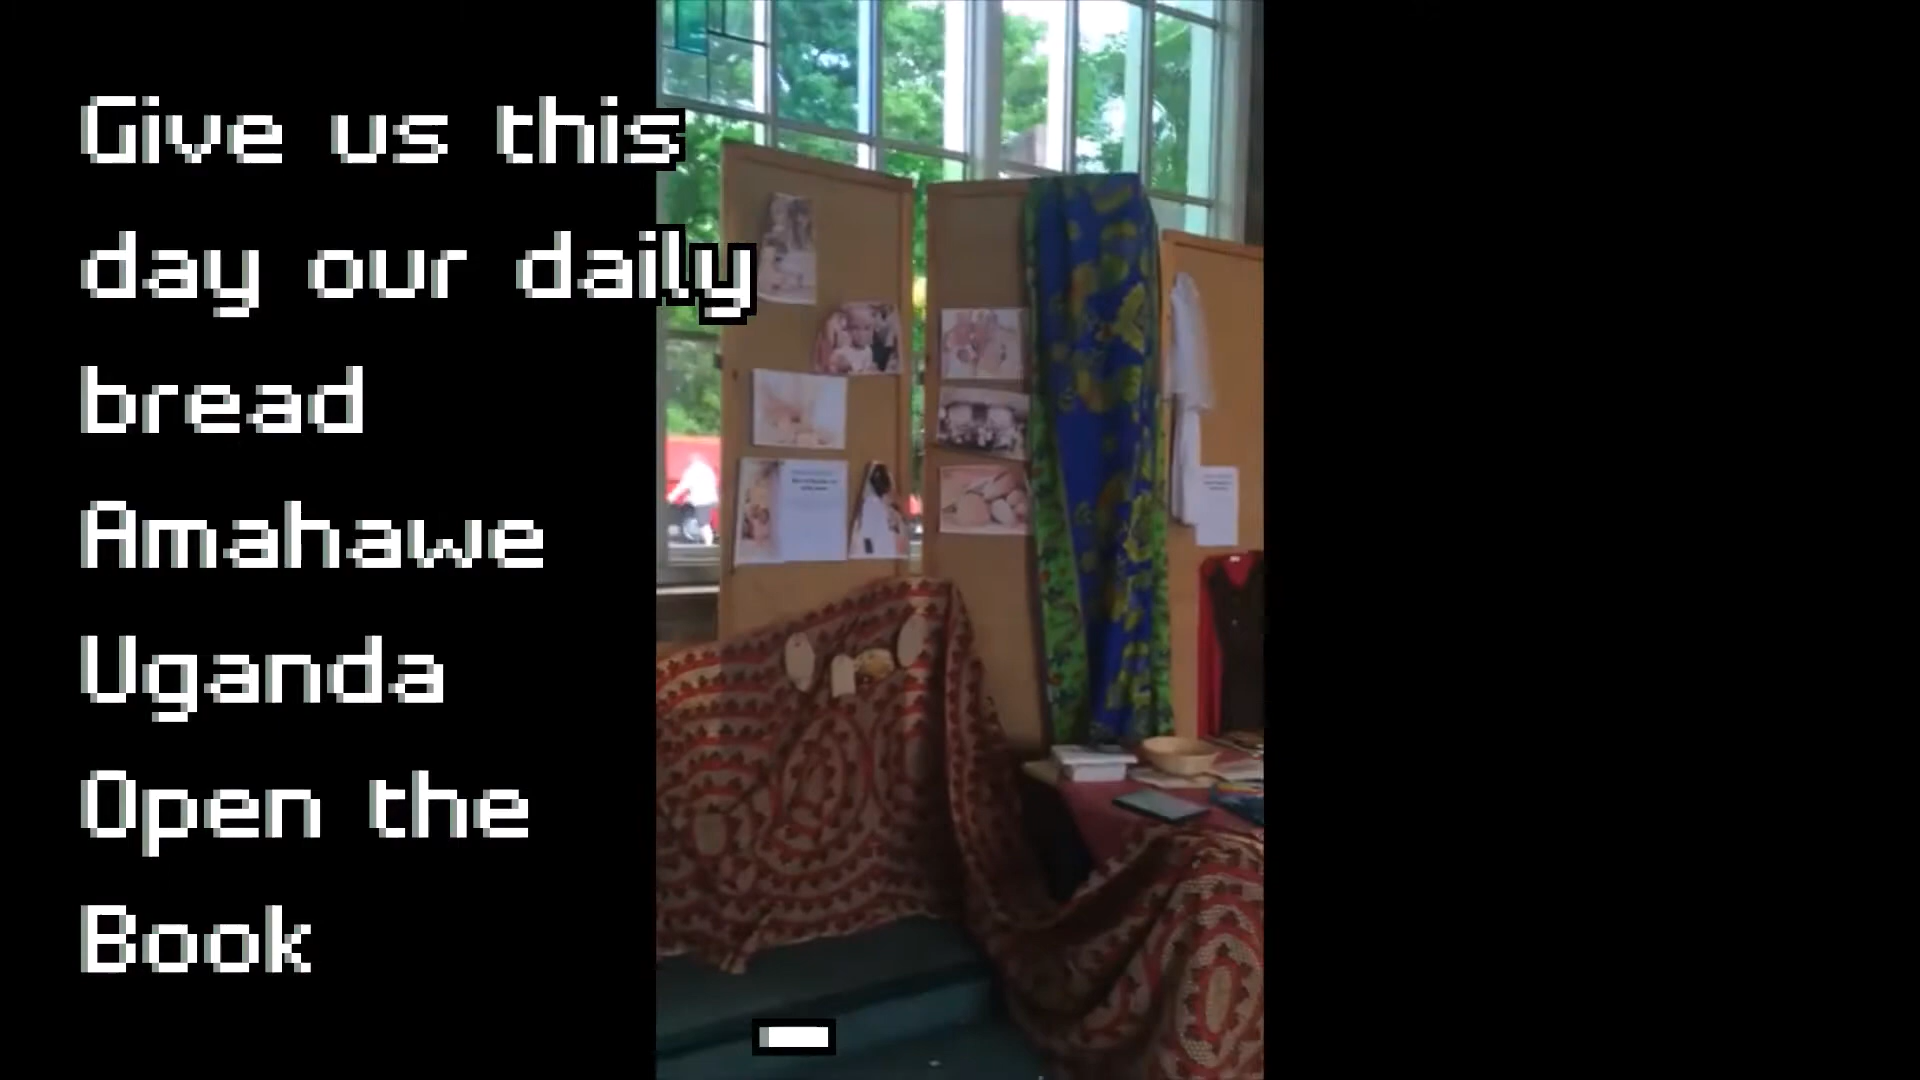 Give us this
day our daily
bread
Amahawe
Uganda
Open the
Book